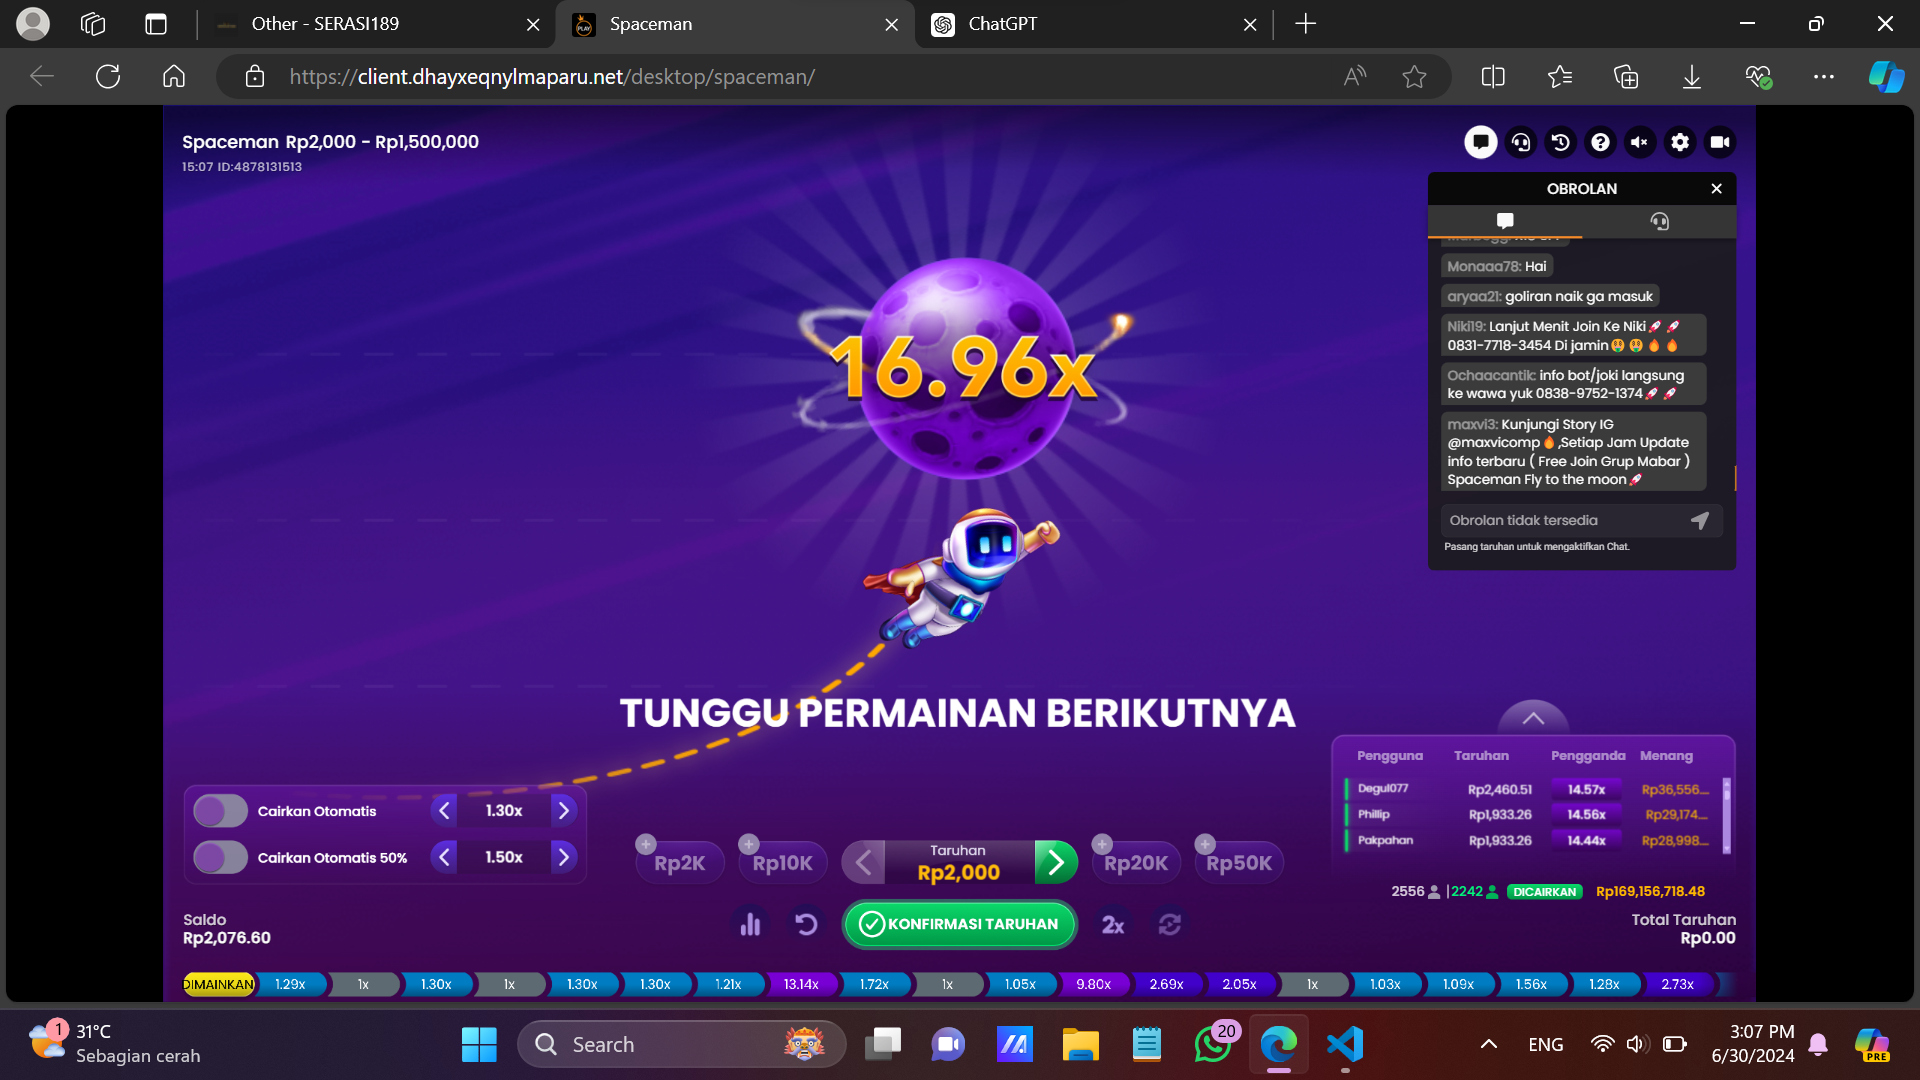 Other - SERASI189
Spaceman
ChatGPT
https://client.dhayxeqnylmaparu.net/desktop/spaceman/
Spaceman Rp2,000 - Rp1,500,000
15:07 ID:4878131513
OBROLAN
Monaaa78: Hai
aryaa21: goliran naik ga masuk
Niki19: Lanjut Menit Join Ke Niki🚀🚀
0831-7718-3454 Di jamin🤑🤑🔥🔥
Ochaacantik: info bot/joki langsung
ke wawa yuk 0838-9752-1374🚀🚀
maxvi3: Kunjungi Story IG
@maxvicomp🔥,Setiap Jam Update
info terbaru ( Free Join Grup Mabar )
Spaceman Fly to the moon🚀
Obrolan tidak tersedia
Pasang taruhan untuk mengaktifkan Chat.
16.96x
TUNGGU PERMAINAN BERIKUTNYA
Pengguna Taruhan Pengganda Menang
Degul077 Rp2,460.51 14.57x Rp36,556....
Phillip Rp1,933.26 14.56x Rp29,174....
Pakpahan Rp1,933.26 14.44x Rp28,998....
2556 |2242 DICAIRKAN Rp169,156,718.48
Cairkan Otomatis 1.30x
Cairkan Otomatis 50% 1.50x
Rp2K Rp10K Taruhan Rp2,000 Rp20K Rp50K
KONFIRMASI TARUHAN 2x
Saldo
Rp2,076.60
Total Taruhan
Rp0.00
DIMAINKAN 1.29x 1x 1.30x 1x 1.30x 1.30x 1.21x 13.14x 1.72x 1x 1.05x 9.80x 2.69x 2.05x 1x 1.03x 1.09x 1.56x 1.28x 2.73x
1
31°C
Sebagian cerah
Search
20
ENG
3:07 PM
6/30/2024
PRE